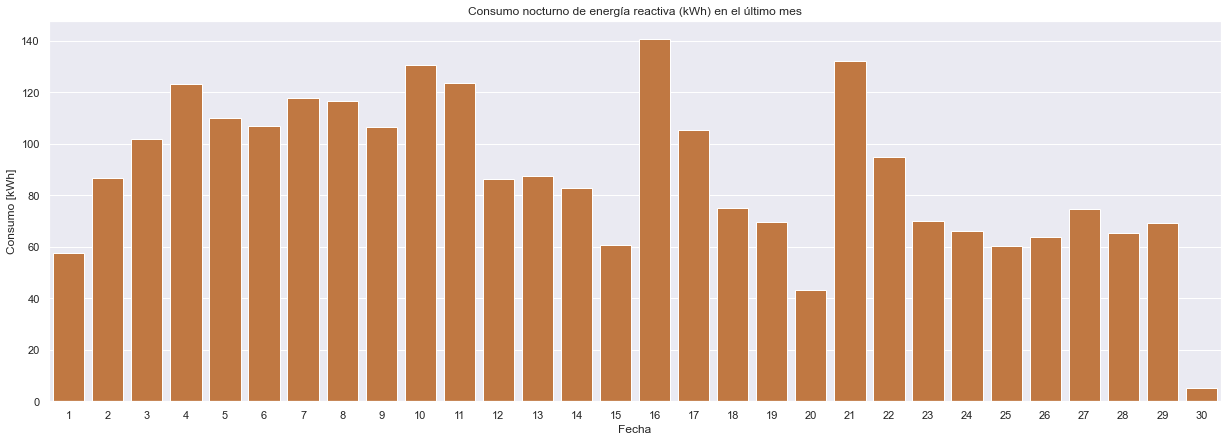 Consumo nocturno de energía reactiva (kWh) en el último mes
Consumo [kWh]
140
120
100
80
60
40
20
0
1 2 3 4 5 6 7 8 9 10 11 12 13 14 15 16 17 18 19 20 21 22 23 24 25 26 27 28 29 30
Fecha